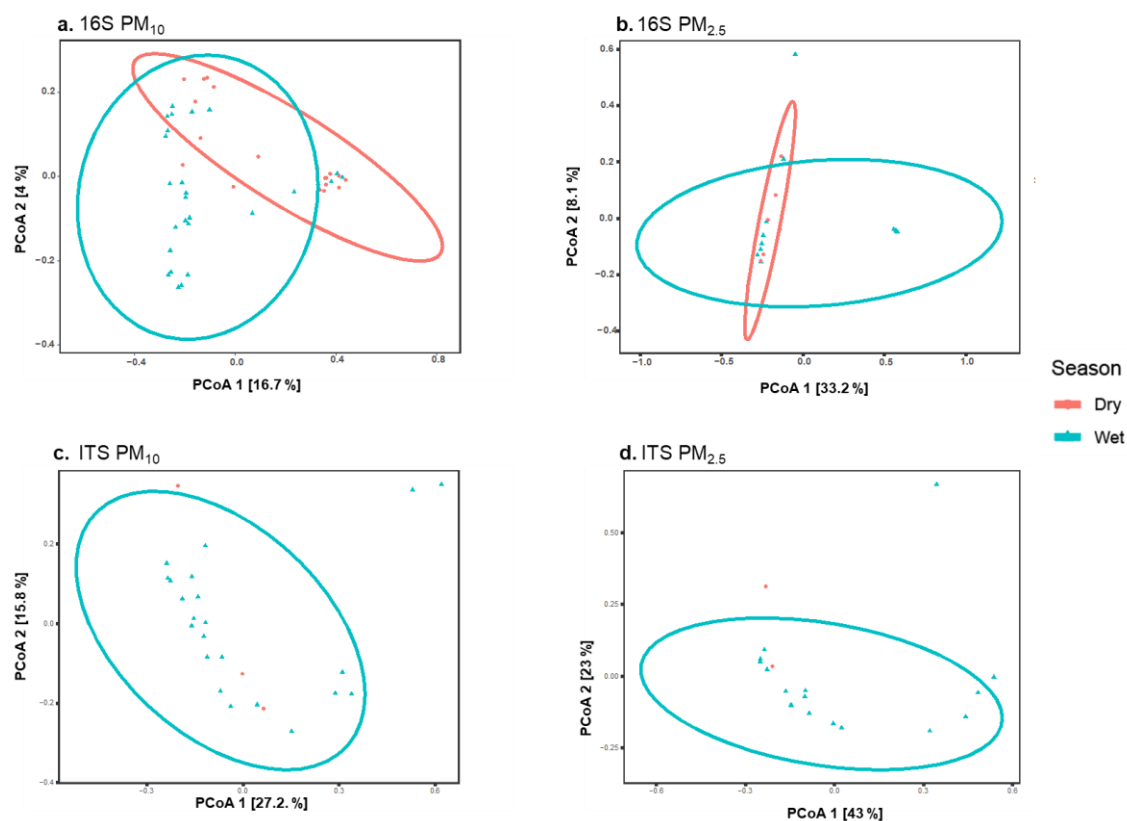 a. 16S PM10
0.2
0.0
−0.2
−0.4
−0.4
0.0
0.4
0.8
PCoA 2 [4 %]
PCoA 1 [16.7 %]
b. 16S PM2.5
0.6
0.4
0.2
0.0
−0.2
−0.4
−1.0
−0.5
0.0
0.5
1.0
PCoA 2 [8.1 %]
PCoA 1 [33.2 %]
:
Season
Dry
Wet
c. ITS PM10
0.2
0.0
−0.2
−0.4
−0.3
0.0
0.3
0.6
PCoA 2 [15.8 %]
PCoA 1 [27.2. %]
d. ITS PM2.5
0.50
0.25
0.00
−0.25
−0.6
−0.3
0.0
0.3
0.6
PCoA 2 [23 %]
PCoA 1 [43 %]